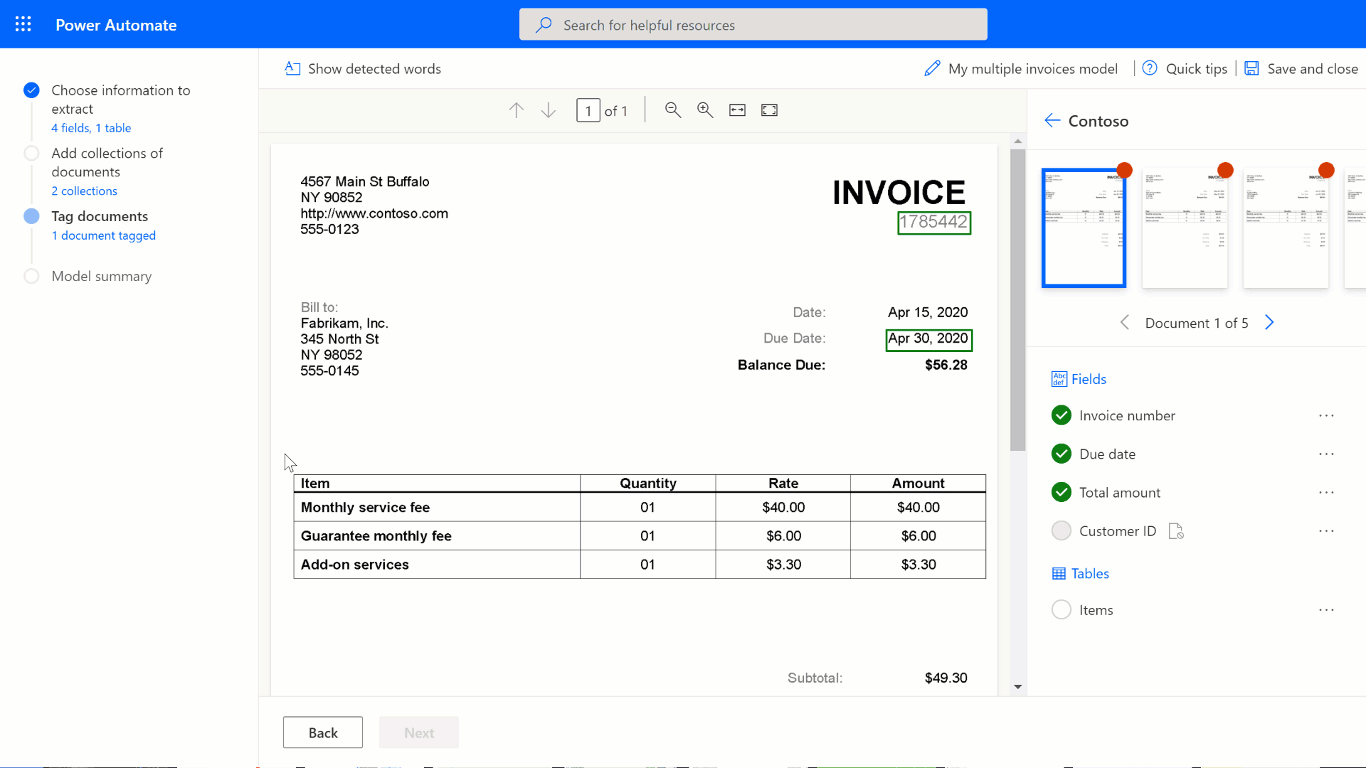 Power Automate
Search for helpful resources
Choose information to
extract
4 fields, 1 table
Add collections of
documents
2 collections
Tag documents
1 document tagged
Model summary
Show detected words
My multiple invoices model
Quick tips
Save and close
1 of 1
4567 Main St Buffalo
NY 90852
http://www.contoso.com
555-0123
INVOICE
1785442
Bill to:
Fabrikam, Inc.
345 North St
NY 98052
555-0145
Date: Apr 15, 2020
Due Date: Apr 30, 2020
Balance Due: $56.28
Item Quantity Rate Amount
Monthly service fee 01 $40.00 $40.00
Guarantee monthly fee 01 $6.00 $6.00
Add-on services 01 $3.30 $3.30
Subtotal: $49.30
Back
Next
Contoso
Document 1 of 5
Abc
def
Fields
Invoice number
Due date
Total amount
Customer ID
Tables
Items